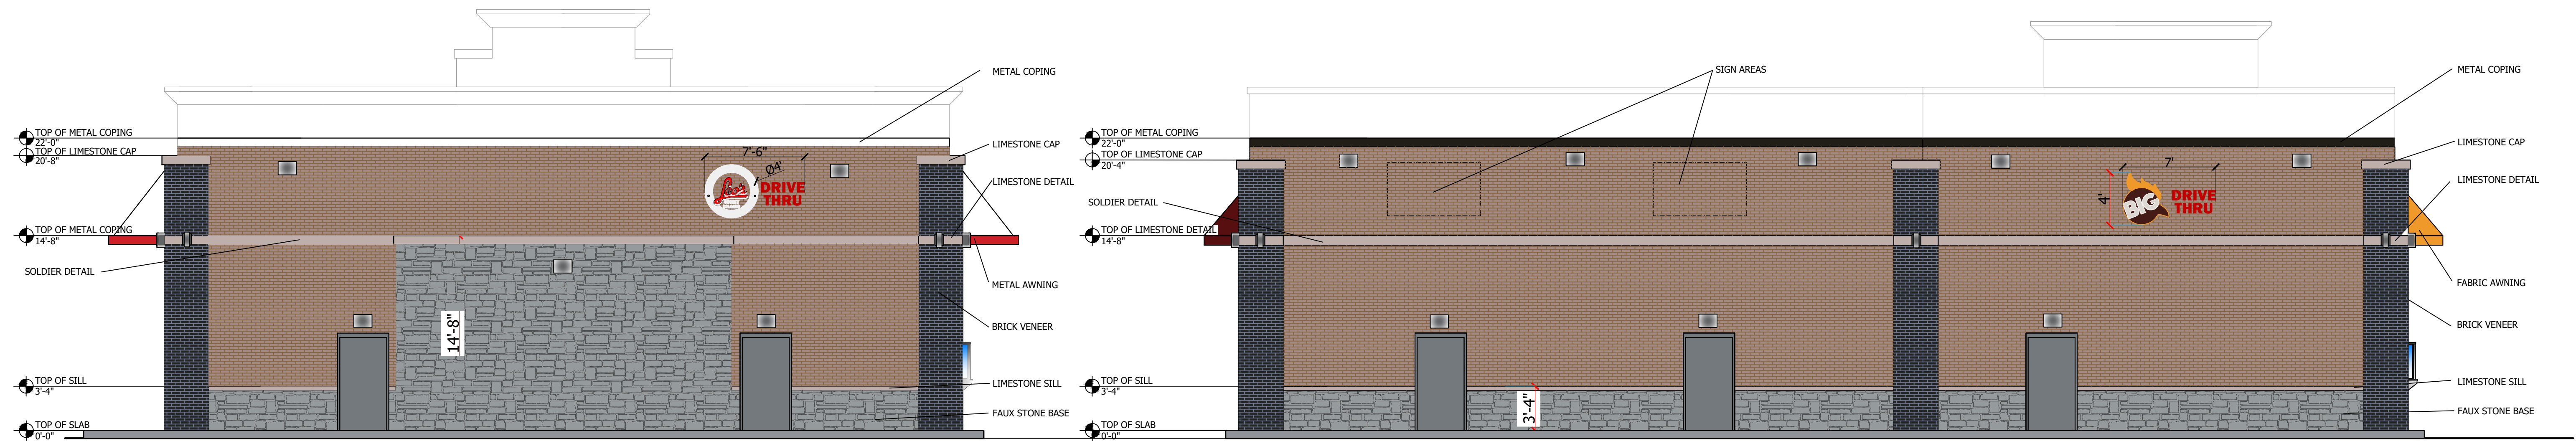 METAL COPING
TOP OF METAL COPING
22'-0"
TOP OF LIMESTONE CAP
20'-8"
7'-6"
Ø4'
LIMESTONE CAP
Leo's
DRIVE
THRU
LIMESTONE DETAIL
TOP OF METAL COPING
14'-8"
SOLDIER DETAIL
METAL AWNING
14'-8"
BRICK VENEER
TOP OF SILL
3'-4"
LIMESTONE SILL
FAUX STONE BASE
TOP OF SLAB
0'-0"
SIGN AREAS
METAL COPING
TOP OF METAL COPING
22'-0"
TOP OF LIMESTONE CAP
20'-4"
LIMESTONE CAP
7'
4'
BIG
DRIVE
THRU
LIMESTONE DETAIL
SOLDIER DETAIL
TOP OF LIMESTONE DETAIL
14'-8"
FABRIC AWNING
BRICK VENEER
TOP OF SILL
3'-4"
3'-4"
LIMESTONE SILL
FAUX STONE BASE
TOP OF SLAB
0'-0"